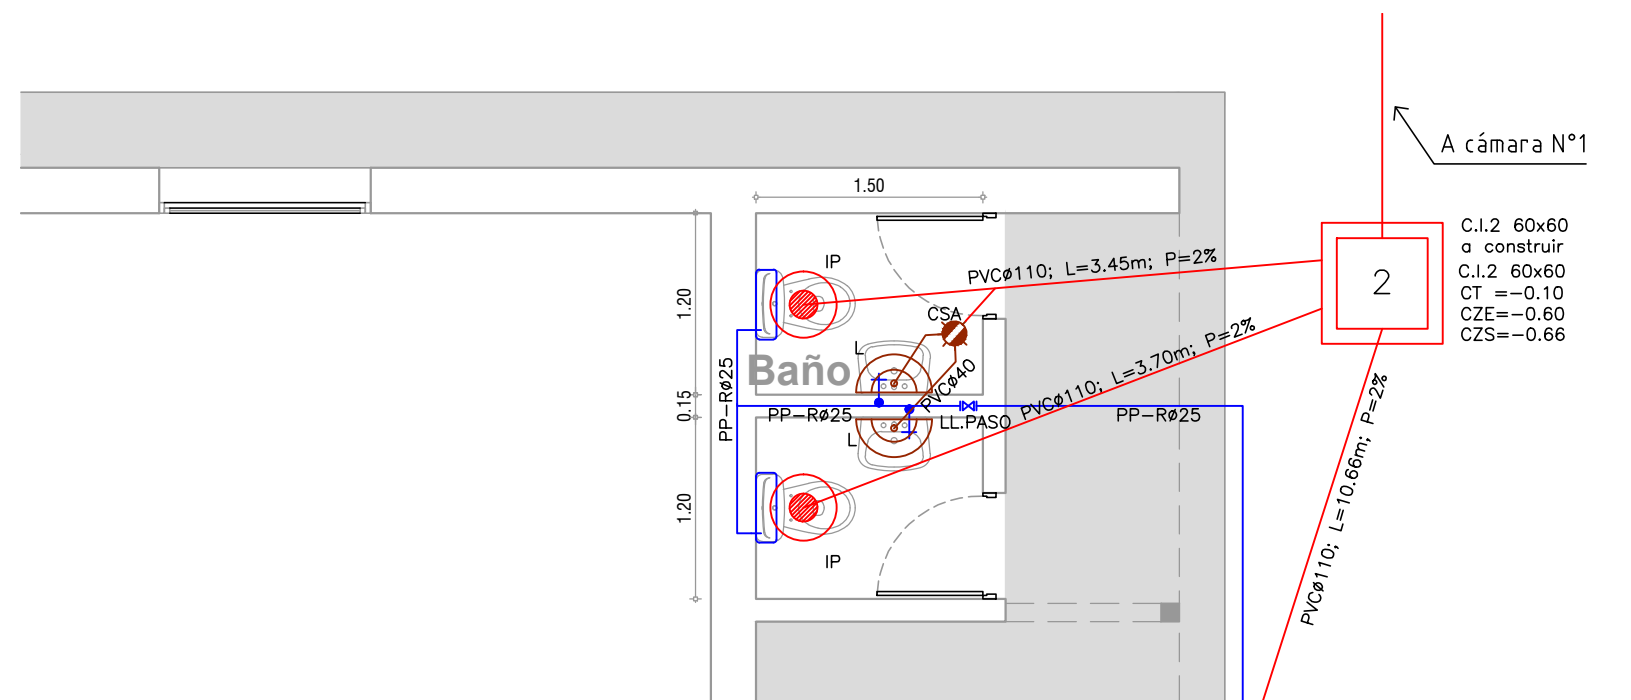 A cámara N°1
1.50
C.I.2 60x60
a construir
C.I.2 60x60
CT =-0.10
CZE=-0.60
CZS=-0.66
2
IP
PVCø110; L=3.45m; P=2%
1.20
CSA
L
Baño
PVCø40
PVCø110; L=3.70m; P=2%
PP-Rø25
0.15
PP-Rø25
LL.PASO
PP-Rø25
L
1.20
IP
PVCø110; L=10.66m; P=2%